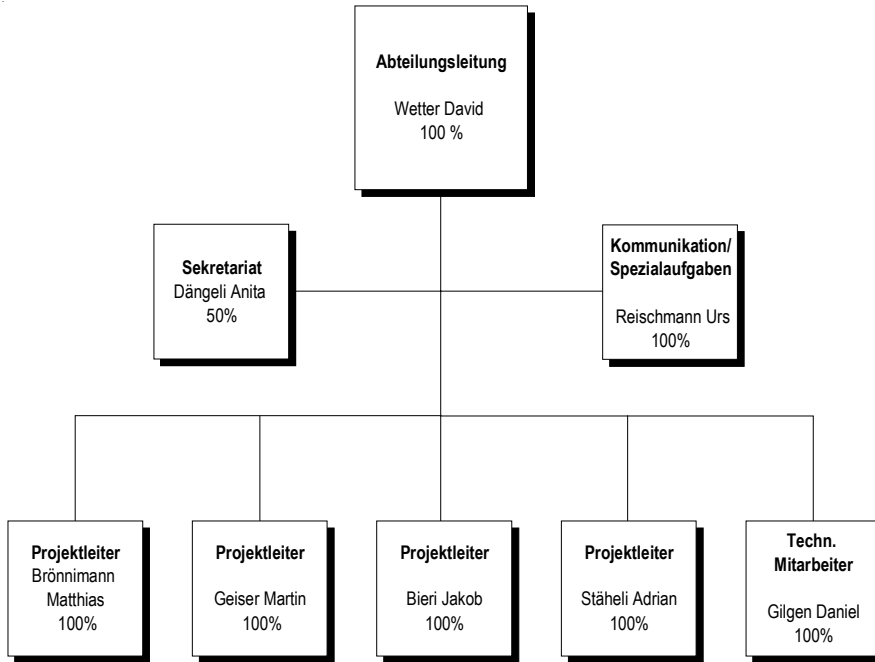 Abteilungsleitung
Wetter David
100 %
Sekretariat
Dängeli Anita
50%
Kommunikation/
Spezialaufgaben
Reischmann Urs
100%
Projektleiter
Brönnimann
Matthias
100%
Projektleiter
Geiser Martin
100%
Projektleiter
Bieri Jakob
100%
Projektleiter
Stäheli Adrian
100%
Techn.
Mitarbeiter
Gilgen Daniel
100%